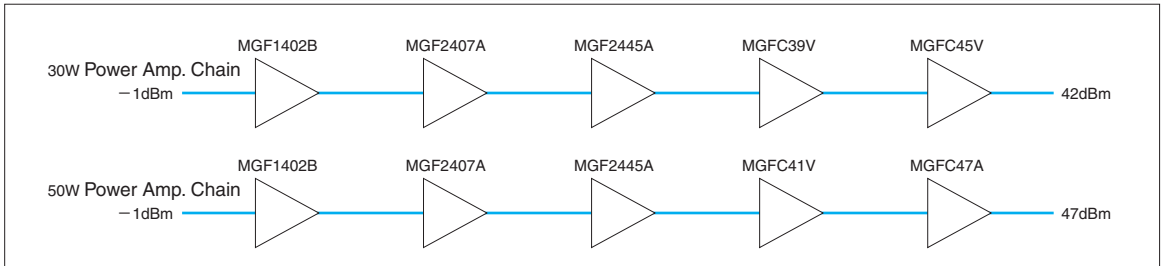 MGF1402B MGF2407A MGF2445A MGFC39V MGFC45V
30W Power Amp. Chain
−1dBm 42dBm
MGF1402B MGF2407A MGF2445A MGFC41V MGFC47A
50W Power Amp. Chain
−1dBm 47dBm